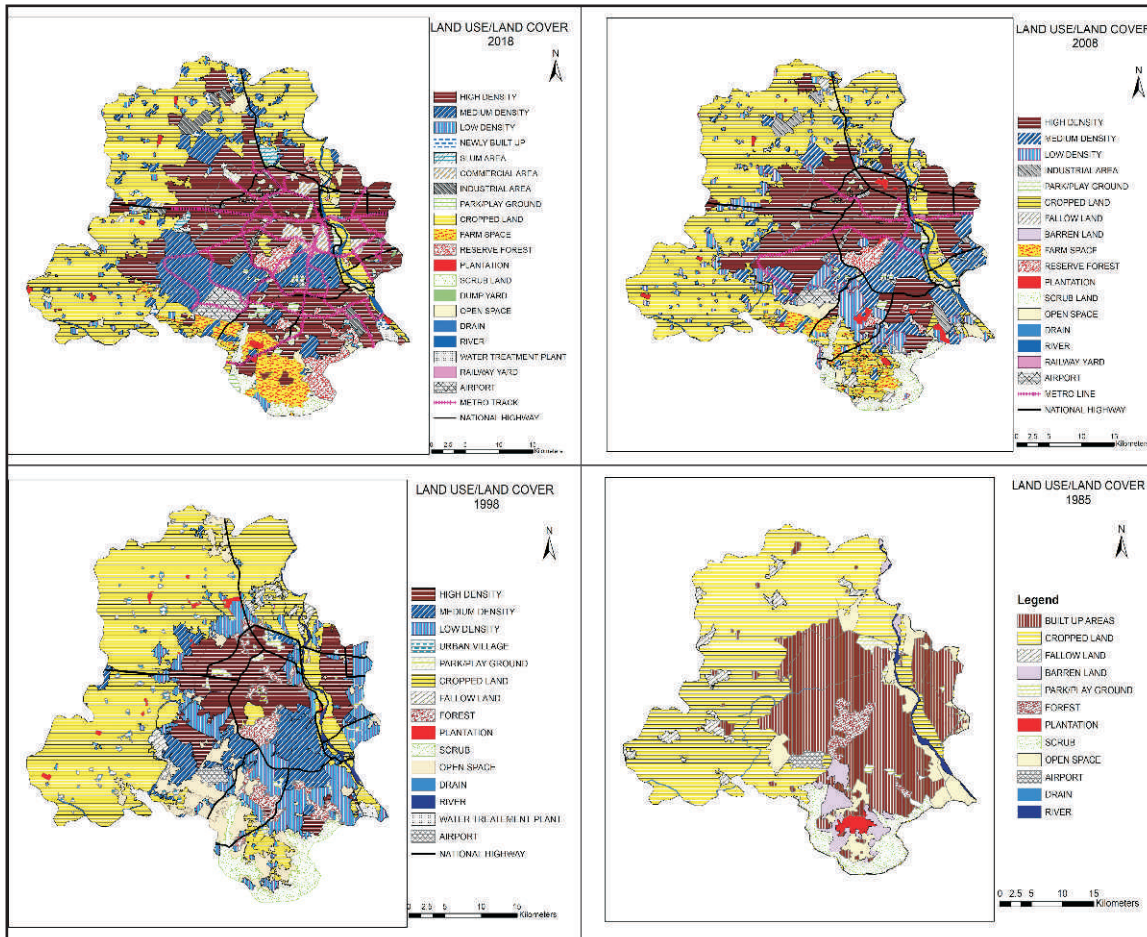 LAND USE/LAND COVER
2018
N
HIGH DENSITY
MEDIUM DENSITY
LOW DENSITY
NEWLY BUILT UP
SLUM AREA
COMMERCIAL AREA
INDUSTRIAL AREA
PARK/PLAY GROUND
CROPPED LAND
FARM SPACE
RESERVE FOREST
PLANTATION
SCRUB LAND
DUMP YARD
OPEN SPACE
DRAIN
RIVER
WATER TREATMENT PLANT
RAILWAY YARD
AIRPORT
METRO TRACK
NATIONAL HIGHWAY
0 2.5 5 10 15
Kilometers
LAND USE/LAND COVER
2008
N
HIGH DENSITY
MEDIUM DENSITY
LOW DENSITY
INDUSTRIAL AREA
PARK/PLAY GROUND
CROPPED LAND
FALLOW LAND
BARREN LAND
FARM SPACE
RESERVE FOREST
PLANTATION
SCRUB LAND
OPEN SPACE
DRAIN
RIVER
RAILWAY YARD
AIRPORT
METRO LINE
NATIONAL HIGHWAY
0 2.5 5 10 15
Kilometers
LAND USE/LAND COVER
1998
N
HIGH DENSITY
MEDIUM DENSITY
LOW DENSITY
URBAN VILLAGE
PARK/PLAY GROUND
CROPPED LAND
FALLOW LAND
FOREST
PLANTATION
SCRUB
OPEN SPACE
DRAIN
RIVER
WATER TREATMENT PLANT
AIRPORT
NATIONAL HIGHWAY
0 2.5 5 10 15
Kilometers
LAND USE/LAND COVER
1985
N
Legend
BUILT UP AREAS
CROPPED LAND
FALLOW LAND
BARREN LAND
PARK/PLAY GROUND
FOREST
PLANTATION
SCRUB
OPEN SPACE
AIRPORT
DRAIN
RIVER
0 2.5 5 10 15
Kilometers